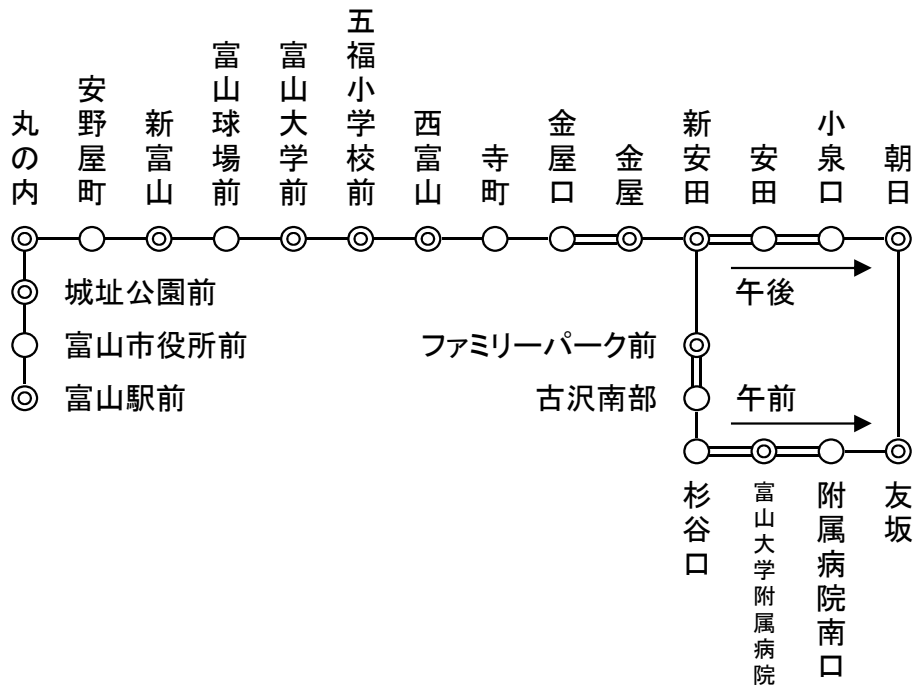 丸の内
安野屋町
新富山
富山球場前
富山大学前
五福小学校前
西富山
寺町
金屋口
金屋
新安田
安田
小泉口
朝日
城址公園前
富山市役所前
富山駅前
午後
ファミリーパーク前
古沢南部
午前
杉谷口
富山大学附属病院
附属病院南口
友坂